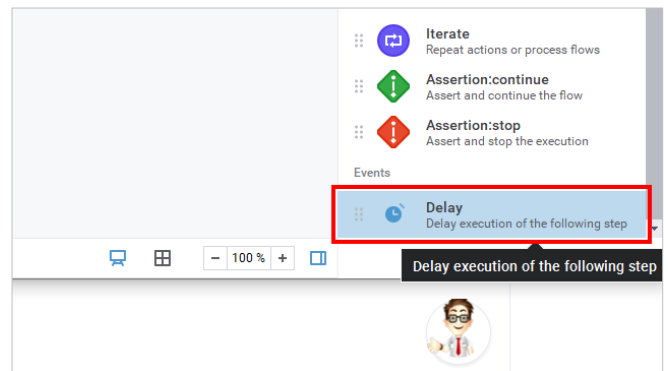 Iterate
Repeat actions or process flows
Assertion:continue
Assert and continue the flow
Assertion:stop
Assert and stop the execution
Events
Delay
Delay execution of the following step
− 100 % +
Delay execution of the following step